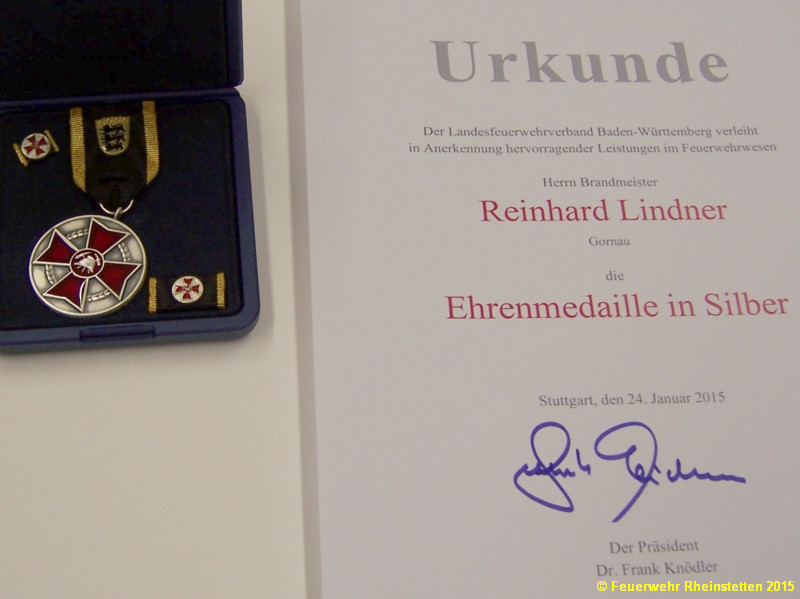 Urkunde
Der Landesfeuerwehrverband Baden-Württemberg verleiht
in Anerkennung hervorragender Leistungen im Feuerwehrwesen
Herrn Brandmeister
Reinhard Lindner
Gornau
die
Ehrenmedaille in Silber
Stuttgart, den 24. Januar 2015
Der Präsident
Dr. Frank Knödler
© Feuerwehr Rheinstetten 2015